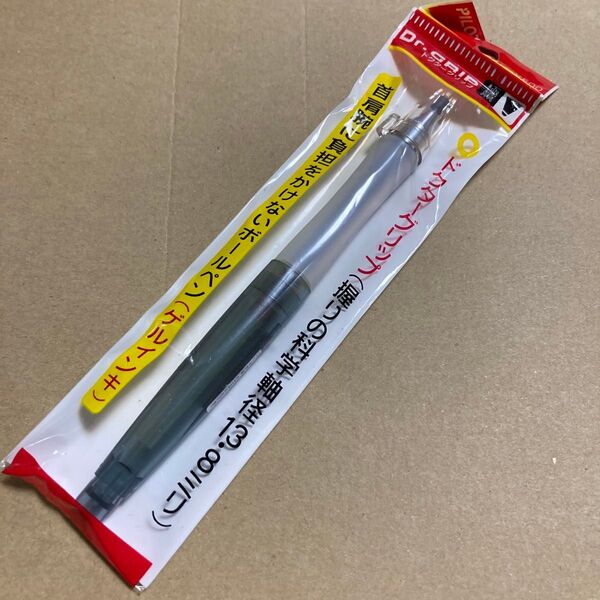 PILO
Dr.GRIP
ドクターグリップ
首肩腕に負担をかけないボールペン(ゲルインキ)
ドクターグリップ(握りの科学軸径13.8ミリ)